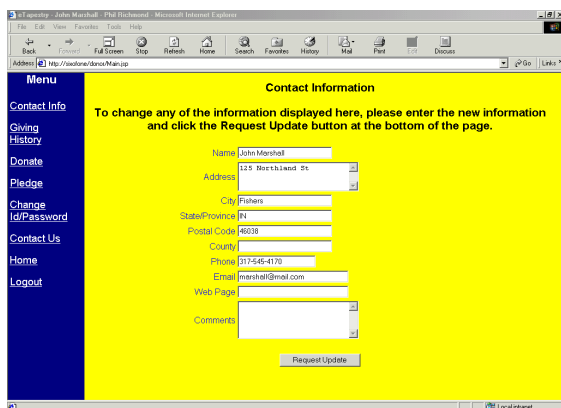 eTapestry - John Marshall - Phil Richmond - Microsoft Internet Explorer
File Edit View Favorites Tools Help
Back Forward Full Screen Stop Refresh Home Search Favorites History Mail Print Edit Discuss
Address http://sixofone/donor/Main.jsp Go Links
Menu
Contact Info
Giving
History
Donate
Pledge
Change
Id/Password
Contact Us
Home
Logout
Contact Information
To change any of the information displayed here, please enter the new information
and click the Request Update button at the bottom of the page.
Name John Marshall
Address 125 Northland St
City Fishers
State/Province IN
Postal Code 46038
County
Phone 317-545-4170
Email marshall@mail.com
Web Page
Comments
Request Update
Local intranet